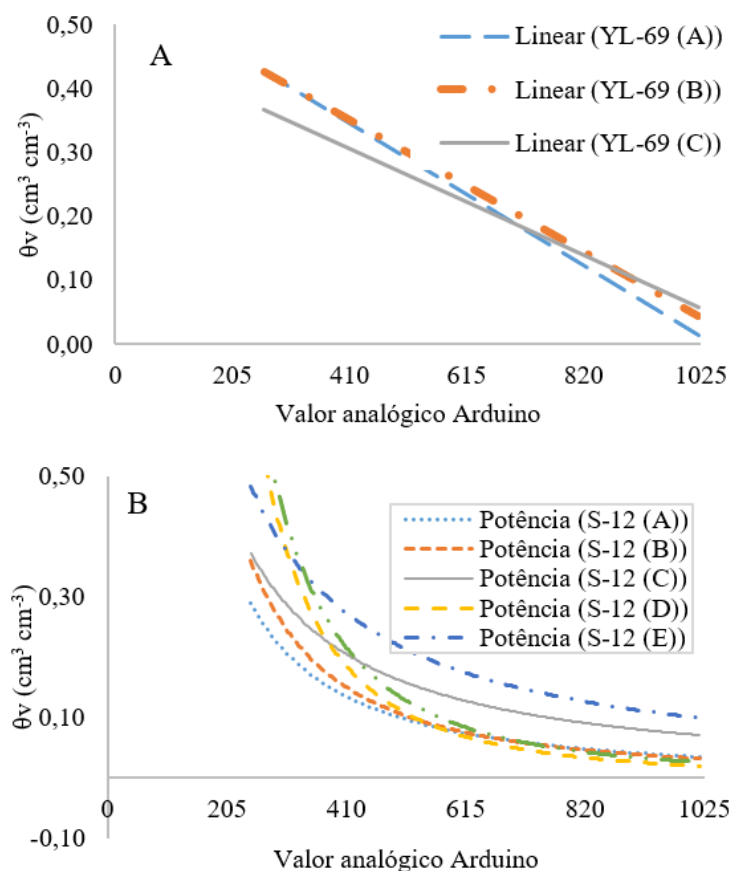 0,50
A
Linear (YL-69 (A))
0,40
Linear (YL-69 (B))
0,30
Linear (YL-69 (C))
θv (cm³ cm⁻³)
0,20
0,10
0,00
0 205 410 615 820 1025
Valor analógico Arduino
0,50
B
Potência (S-12 (A))
Potência (S-12 (B))
0,30
Potência (S-12 (C))
Potência (S-12 (D))
Potência (S-12 (E))
θv (cm³ cm⁻³)
0,10
0 205 410 615 820 1025
-0,10
Valor analógico Arduino